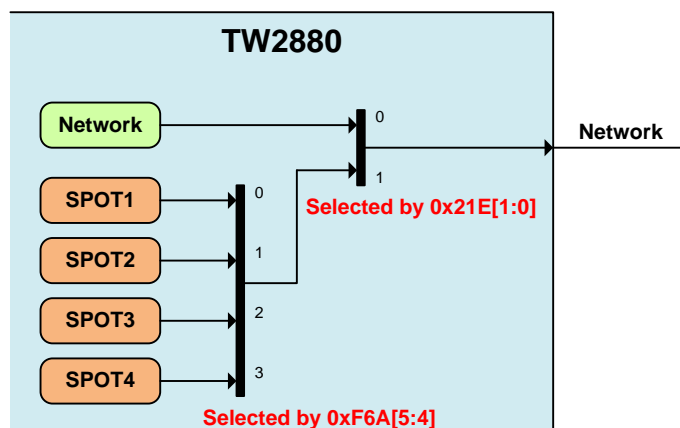 TW2880
Network
0
Network
1
Selected by 0x21E[1:0]
SPOT1
0
SPOT2
1
SPOT3
2
SPOT4
3
Selected by 0xF6A[5:4]